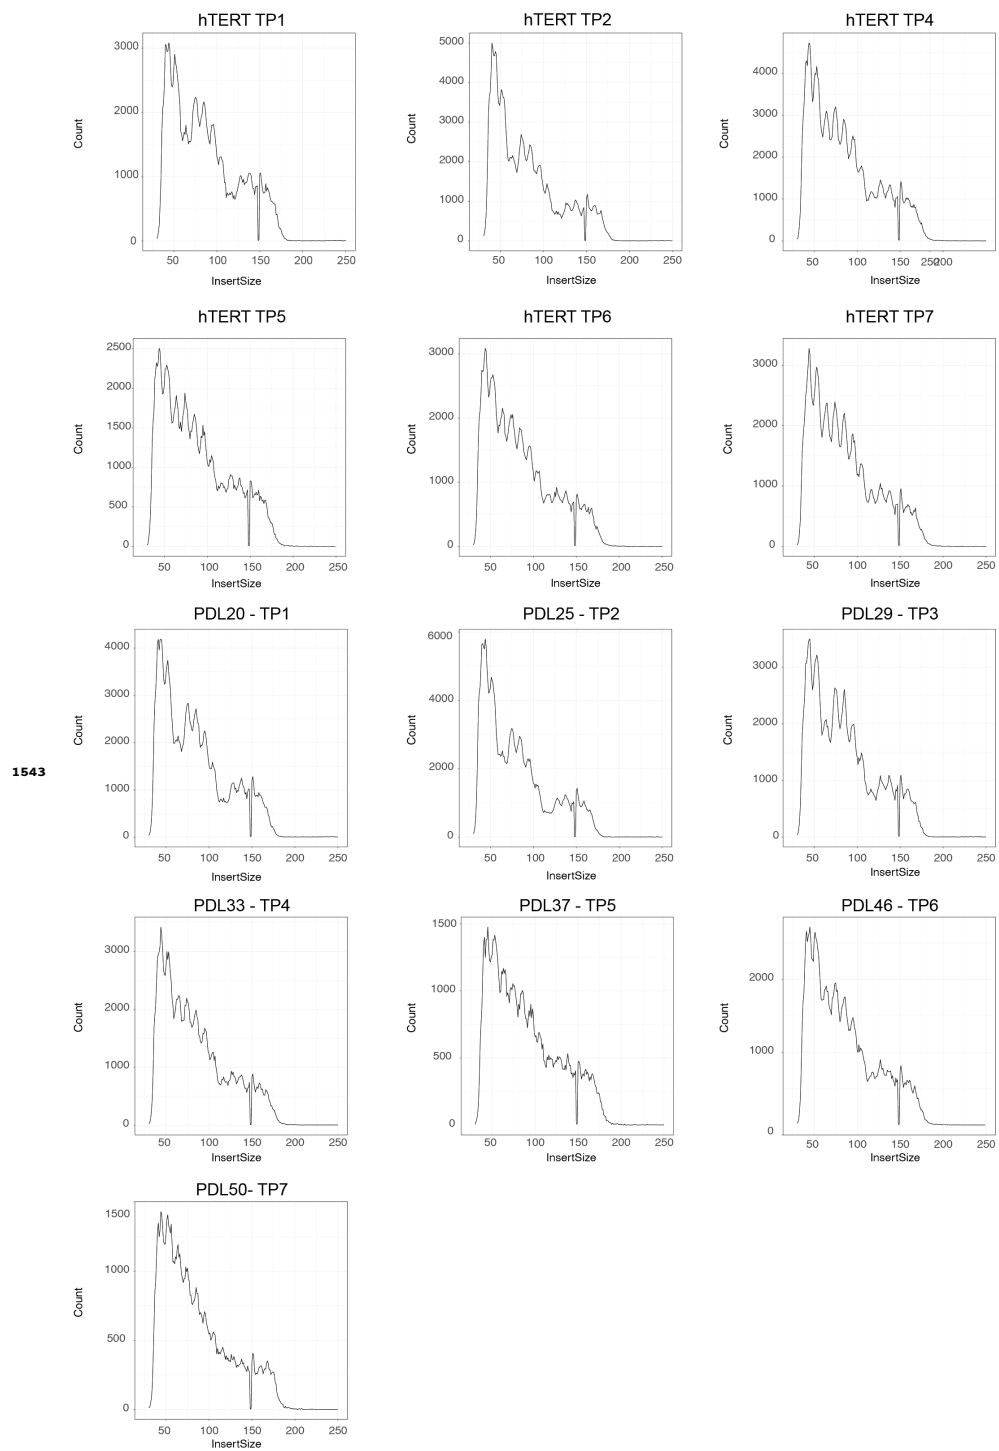 hTERT TP1 hTERT TP2 hTERT TP4
3000 2000 1000 0
Count
50 100 150 200 250
InsertSize
5000 4000 3000 2000 1000 0
Count
50 100 150 200 250
InsertSize
4000 3000 2000 1000 0
Count
50 100 150
InsertSize
hTERT TP5 hTERT TP6 hTERT TP7
2500 2000 1500 1000 500 0
Count
50 100 150 200 250
InsertSize
3000 2000 1000 0
Count
50 100 150 200 250
InsertSize
3000 2000 1000 0
Count
50 100 150 200 250
InsertSize
PDL20 - TP1 PDL25 - TP2 PDL29 - TP3
4000 3000 2000 1000 0
Count
50 100 150 200 250
InsertSize
6000 4000 2000 0
Count
50 100 150 200 250
InsertSize
3000 2000 1000 0
Count
50 100 150 200 250
InsertSize
1543
PDL33 - TP4 PDL37 - TP5 PDL46 - TP6
3000 2000 1000 0
Count
50 100 150 200 250
InsertSize
1500 1000 500 0
Count
50 100 150 200 250
InsertSize
2000 1000 0
Count
50 100 150 200 250
InsertSize
PDL50- TP7
1500 1000 500 0
Count
50 100 150 200 250
InsertSize